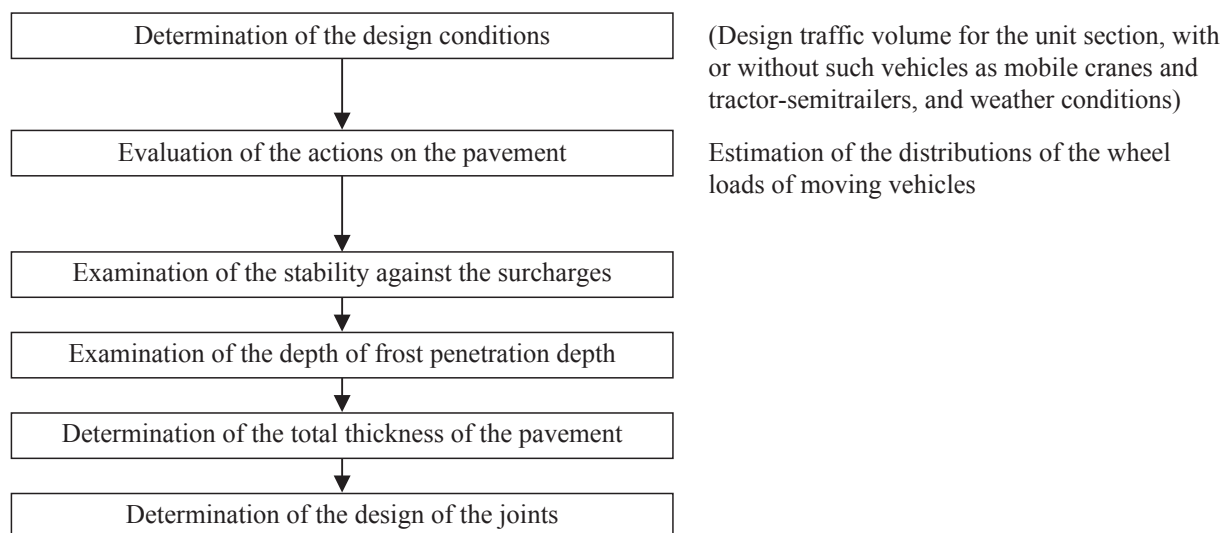 Determination of the design conditions
(Design traffic volume for the unit section, with
or without such vehicles as mobile cranes and
tractor-semitrailers, and weather conditions)
Evaluation of the actions on the pavement
Estimation of the distributions of the wheel
loads of moving vehicles
Examination of the stability against the surcharges
Examination of the depth of frost penetration depth
Determination of the total thickness of the pavement
Determination of the design of the joints